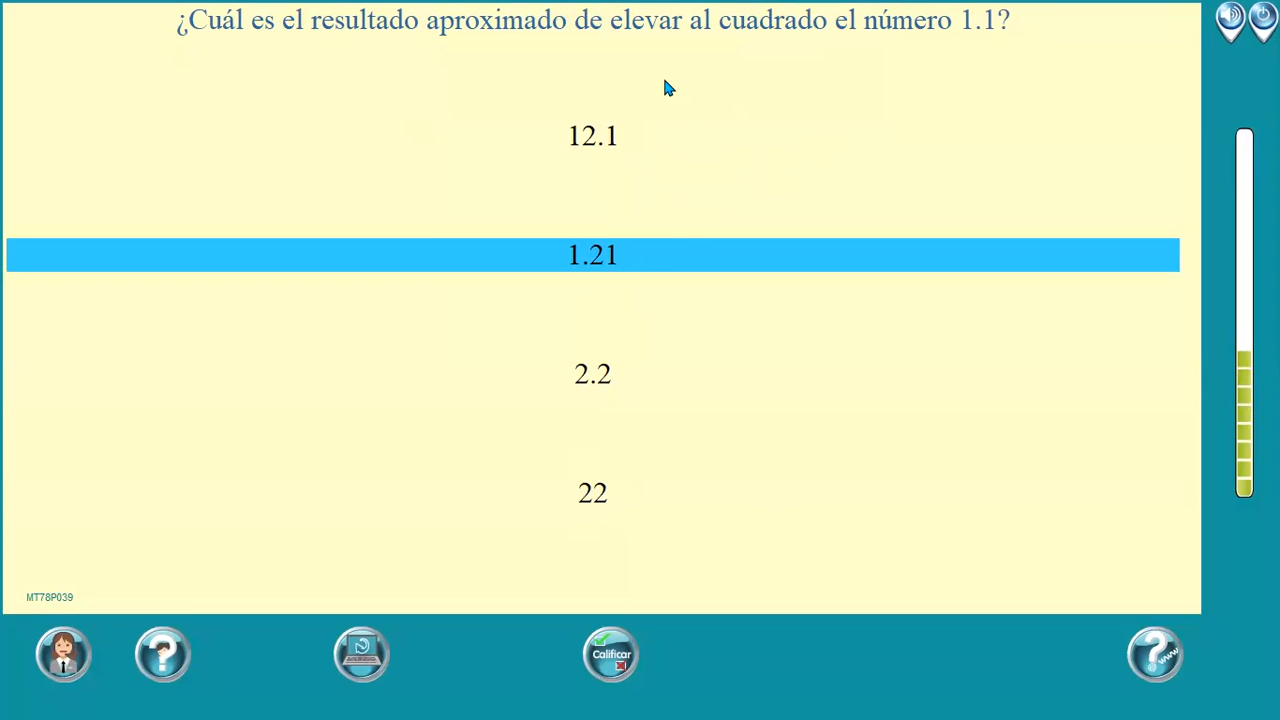 ¿Cuál es el resultado aproximado de elevar al cuadrado el número 1.1?
12.1
1.21
2.2
22
MT78P039
Calificar
www